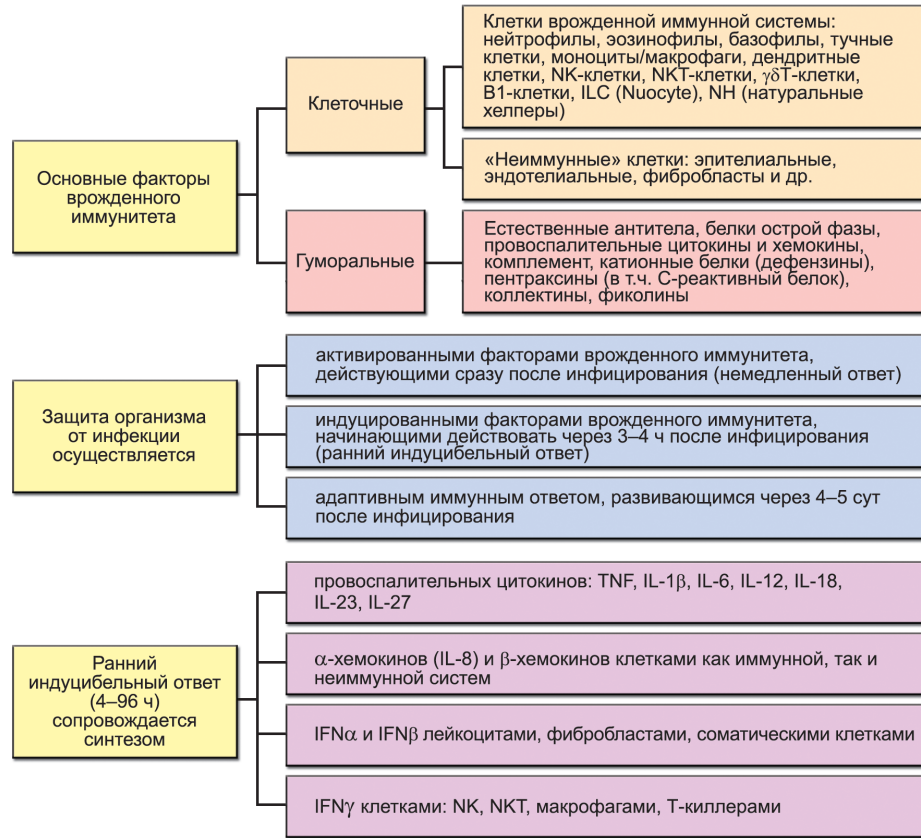 Основные факторы
врожденного
иммунитета
Клеточные
Клетки врожденной иммунной системы:
нейтрофилы, эозинофилы, базофилы, тучные
клетки, моноциты/макрофаги, дендритные
клетки, NK-клетки, NKT-клетки, γδТ-клетки,
В1-клетки, ILC (Nuocyte), NH (натуральные
хелперы)
«Неиммунные» клетки: эпителиальные,
эндотелиальные, фибробласты и др.
Гуморальные
Естественные антитела, белки острой фазы,
провоспалительные цитокины и хемокины,
комплемент, катионные белки (дефензины),
пентраксины (в т.ч. С-реактивный белок),
коллектины, фиколины
Защита организма
от инфекции
осуществляется
активированными факторами врожденного иммунитета,
действующими сразу после инфицирования (немедленный ответ)
индуцированными факторами врожденного иммунитета,
начинающими действовать через 3–4 ч после инфицирования
(ранний индуцибельный ответ)
адаптивным иммунным ответом, развивающимся через 4–5 сут
после инфицирования
Ранний
индуцибельный ответ
(4–96 ч)
сопровождается
синтезом
провоспалительных цитокинов: TNF, IL-1β, IL-6, IL-12, IL-18,
IL-23, IL-27
α-хемокинов (IL-8) и β-хемокинов клетками как иммунной, так и
неиммунной систем
IFNα и IFNβ лейкоцитами, фибробластами, соматическими клетками
IFNγ клетками: NK, NKT, макрофагами, Т-киллерами